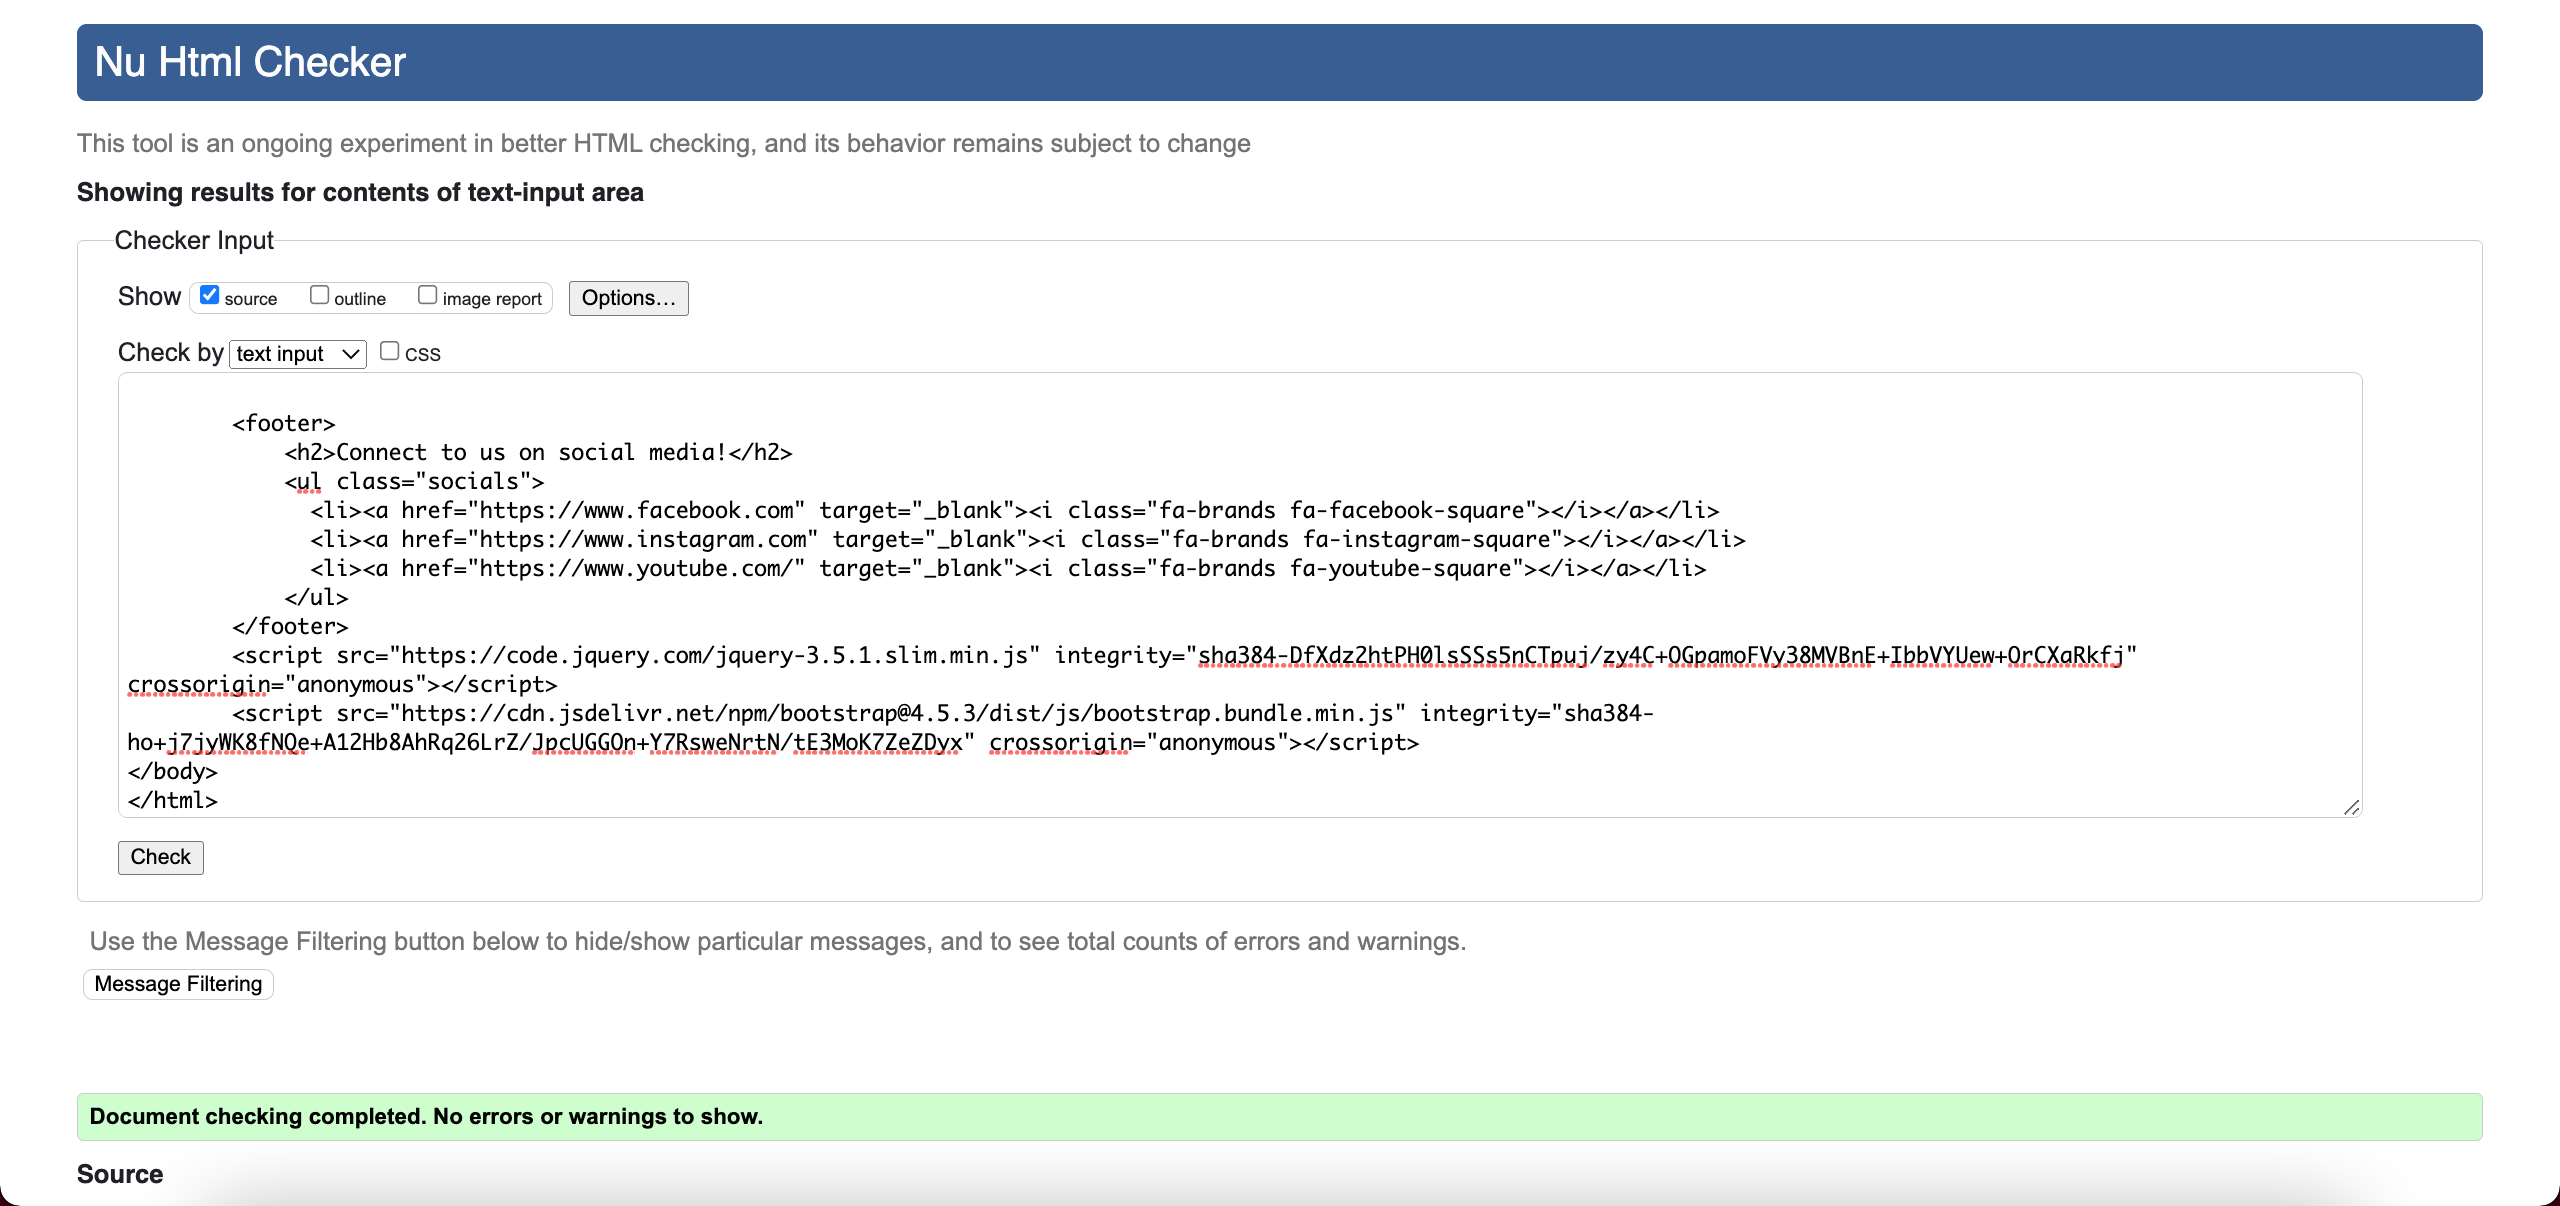 Nu Html Checker
This tool is an ongoing experiment in better HTML checking, and its behavior remains subject to change
Showing results for contents of text-input area
Checker Input
Show source outline image report Options...
Check by text input CSS
<footer>
<h2>Connect to us on social media!</h2>
<ul class="socials">
<li><a href="https://www.facebook.com" target="_blank"><i class="fa-brands fa-facebook-square"></i></a></li>
<li><a href="https://www.instagram.com" target="_blank"><i class="fa-brands fa-instagram-square"></i></a></li>
<li><a href="https://www.youtube.com/" target="_blank"><i class="fa-brands fa-youtube-square"></i></a></li>
</ul>
</footer>
<script src="https://code.jquery.com/jquery-3.5.1.slim.min.js" integrity="sha384-DfXdz2htPH0lsSSs5nCTpuj/zy4C+OGpamoFVy38MVBnE+IbbVYUew+OrCXaRkfj"
crossorigin="anonymous"></script>
<script src="https://cdn.jsdelivr.net/npm/bootstrap@4.5.3/dist/js/bootstrap.bundle.min.js" integrity="sha384-
ho+j7jyWK8fNQe+A12Hb8AhRq26LrZ/JpcUGGOn+Y7RsweNrtN/tE3MoK7ZeZDyx" crossorigin="anonymous"></script>
</body>
</html>
Check
Use the Message Filtering button below to hide/show particular messages, and to see total counts of errors and warnings.
Message Filtering
Document checking completed. No errors or warnings to show.
Source